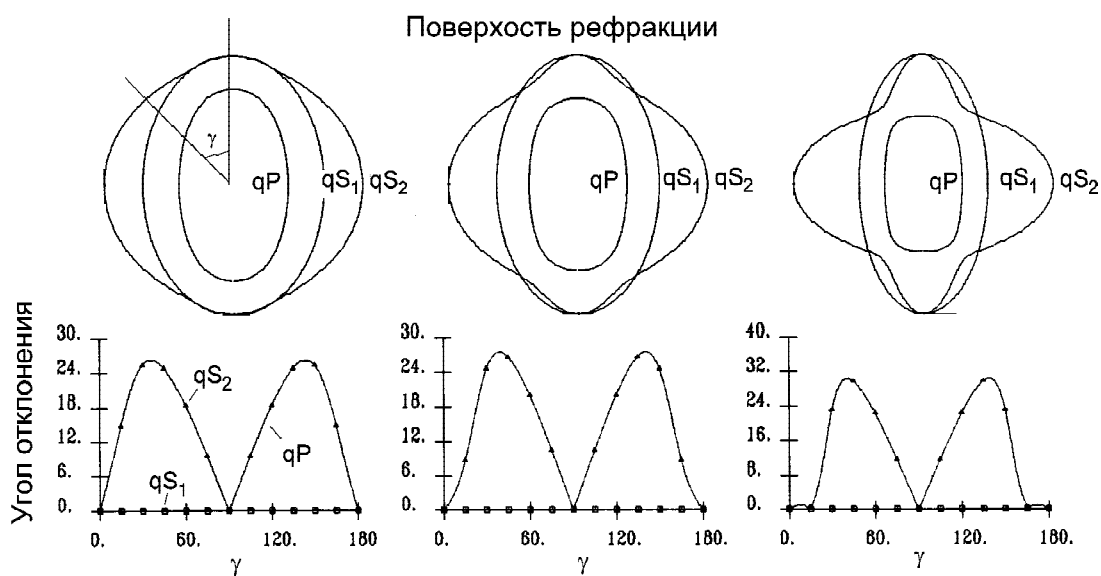 Поверхость рефракции
γ
qP qS₁ qS₂
qP qS₁ qS₂
qP qS₁ qS₂
Угол отклонения
30.
24.
18.
12.
6.
0.
qS₂
qP
qS₁
0. 60. 120. 180.
γ
30.
24.
18.
12.
6.
0.
0. 60. 120. 180.
γ
40.
32.
24.
16.
8.
0.
0. 60. 120. 180.
γ